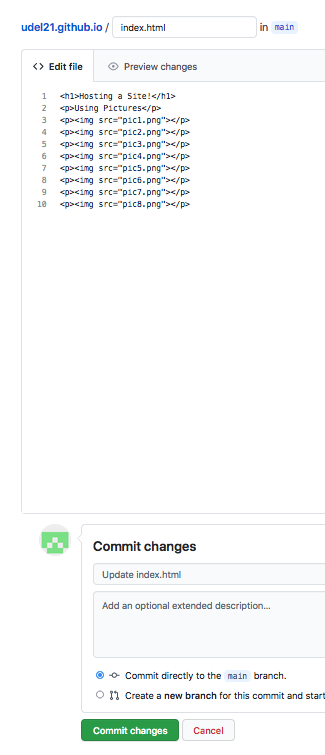 udel21.github.io / index.html in main
Edit file Preview changes
1 <h1>Hosting a Site!</h1>
2 <p>Using Pictures</p>
3 <p><img src="pic1.png"></p>
4 <p><img src="pic2.png"></p>
5 <p><img src="pic3.png"></p>
6 <p><img src="pic4.png"></p>
7 <p><img src="pic5.png"></p>
8 <p><img src="pic6.png"></p>
9 <p><img src="pic7.png"></p>
10 <p><img src="pic8.png"></p>
Commit changes
Update index.html
Add an optional extended description...
Commit directly to the main branch.
Create a new branch for this commit and start
Commit changes Cancel